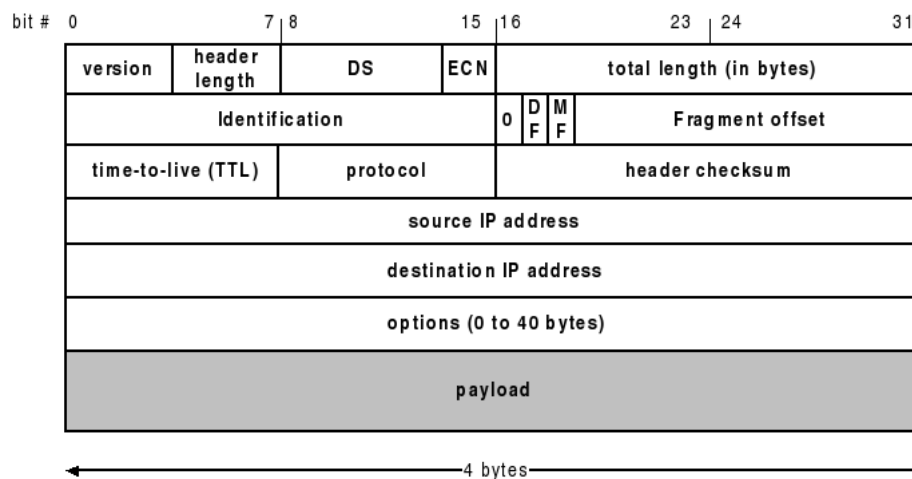 bit # 0 7 8 15 16 23 24 31
version header length DS ECN total length (in bytes)
Identification 0 DF MF Fragment offset
time-to-live (TTL) protocol header checksum
source IP address
destination IP address
options (0 to 40 bytes)
payload
4 bytes